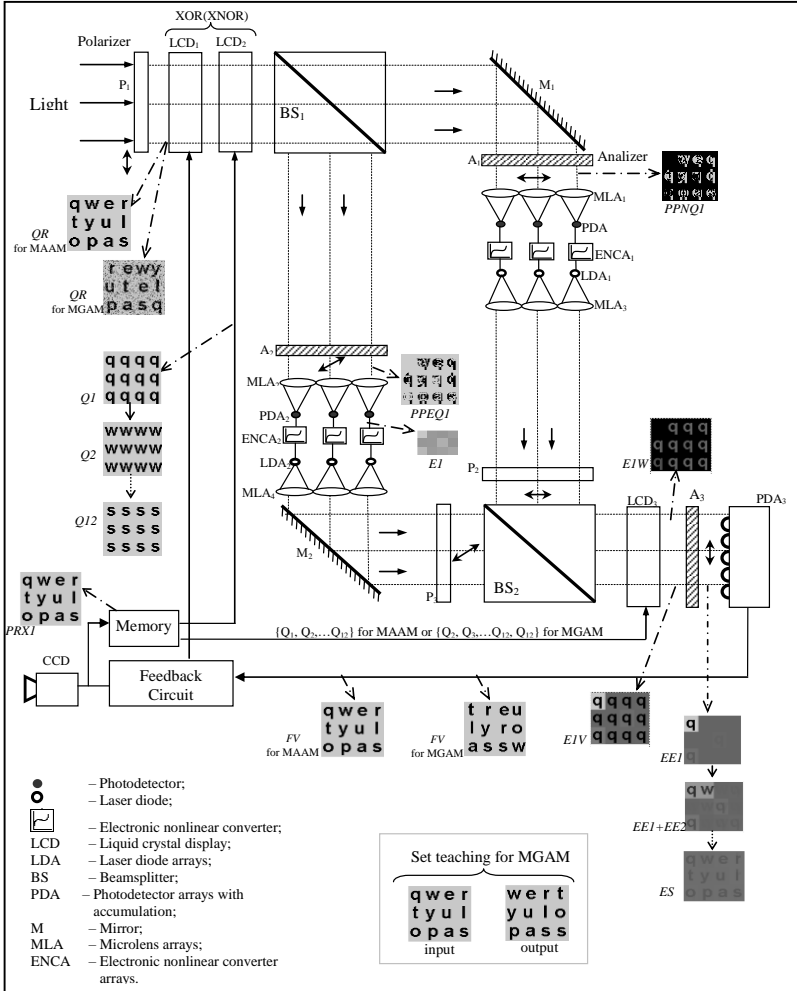 XOR(XNOR)
Polarizer
LCD1
LCD2
P1
Light
BS1
M1
A1
Analizer
MLA1
PPNQ1
PDA
ENCA1
LDA1
MLA3
q w e r
t y u l
o p a s
QR
for MAAM
r e w y
u t e l
p a s q
QR
for MGAM
q q q q
q q q q
q q q q
Q1
w w w w
w w w w
w w w w
Q2
s s s s
s s s s
s s s s
Q12
A2
MLA2
PPEQ1
PDA2
ENCA2
E1
LDA2
MLA4
M2
P2
P3
BS2
LCD3
A3
PDA3
E1W
q q q
q q q q
q q q q
q w e r
t y u l
o p a s
PRX1
Memory
{Q1, Q2,…Q12} for MAAM or {Q2, Q3,…Q12, Q12} for MGAM
CCD
Feedback
Circuit
q w e r
t y u l
o p a s
FV
for MAAM
t r e u
l y r o
a s s w
FV
for MGAM
q q q q
q q q q
q q q q
E1V
q
EE1
q w
EE1+EE2
q w e r
t y u l
o p a s
ES
– Photodetector;
– Laser diode;
– Electronic nonlinear converter;
LCD – Liquid crystal display;
LDA – Laser diode arrays;
BS – Beamsplitter;
PDA – Photodetector arrays with
accumulation;
M – Mirror;
MLA – Microlens arrays;
ENCA – Electronic nonlinear converter
arrays.
Set teaching for MGAM
q w e r
t y u l
o p a s
input
w e r t
y u l o
p a s s
output